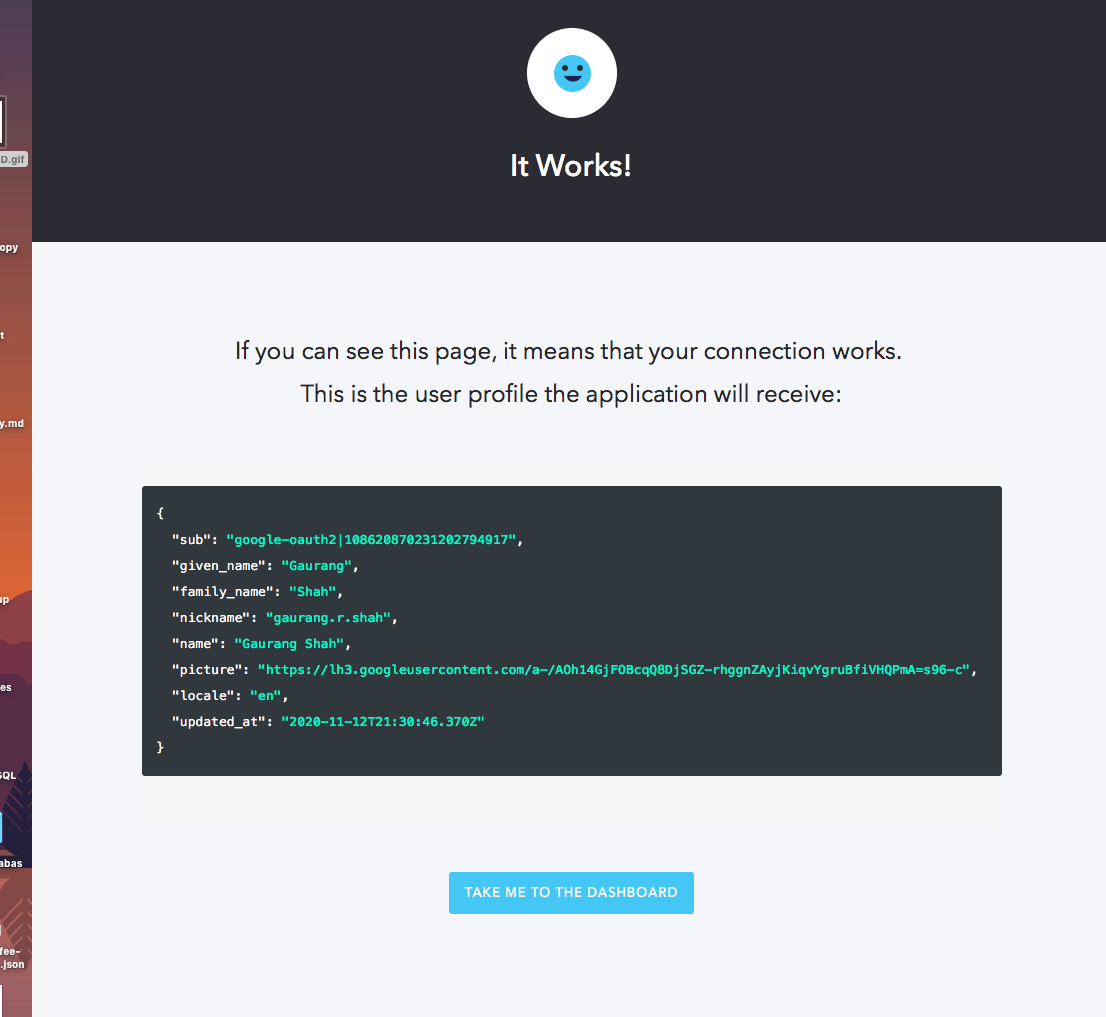 D.gif
opy
t
y.md
up
es
SQL
abas
fee-
.json
It Works!
If you can see this page, it means that your connection works.
This is the user profile the application will receive:
{
"sub": "google-oauth2|108620870231202794917",
"given_name": "Gaurang",
"family_name": "Shah",
"nickname": "gaurang.r.shah",
"name": "Gaurang Shah",
"picture": "https://lh3.googleusercontent.com/a-/AOh14GjFOBcqQ8DjSGZ-rhggnZAyjKiqvYgruBfiVHQPmA=s96-c",
"locale": "en",
"updated_at": "2020-11-12T21:30:46.370Z"
}
TAKE ME TO THE DASHBOARD